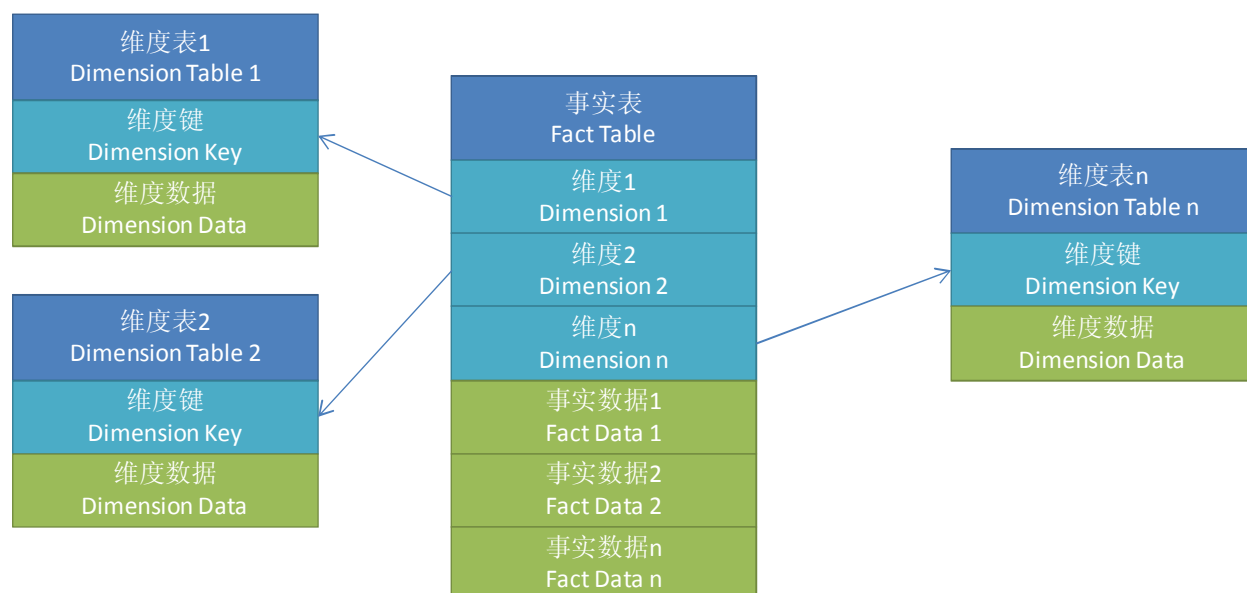 维度表1
Dimension Table 1
维度键
Dimension Key
维度数据
Dimension Data
维度表2
Dimension Table 2
维度键
Dimension Key
维度数据
Dimension Data
事实表
Fact Table
维度1
Dimension 1
维度2
Dimension 2
维度n
Dimension n
事实数据1
Fact Data 1
事实数据2
Fact Data 2
事实数据n
Fact Data n
维度表n
Dimension Table n
维度键
Dimension Key
维度数据
Dimension Data